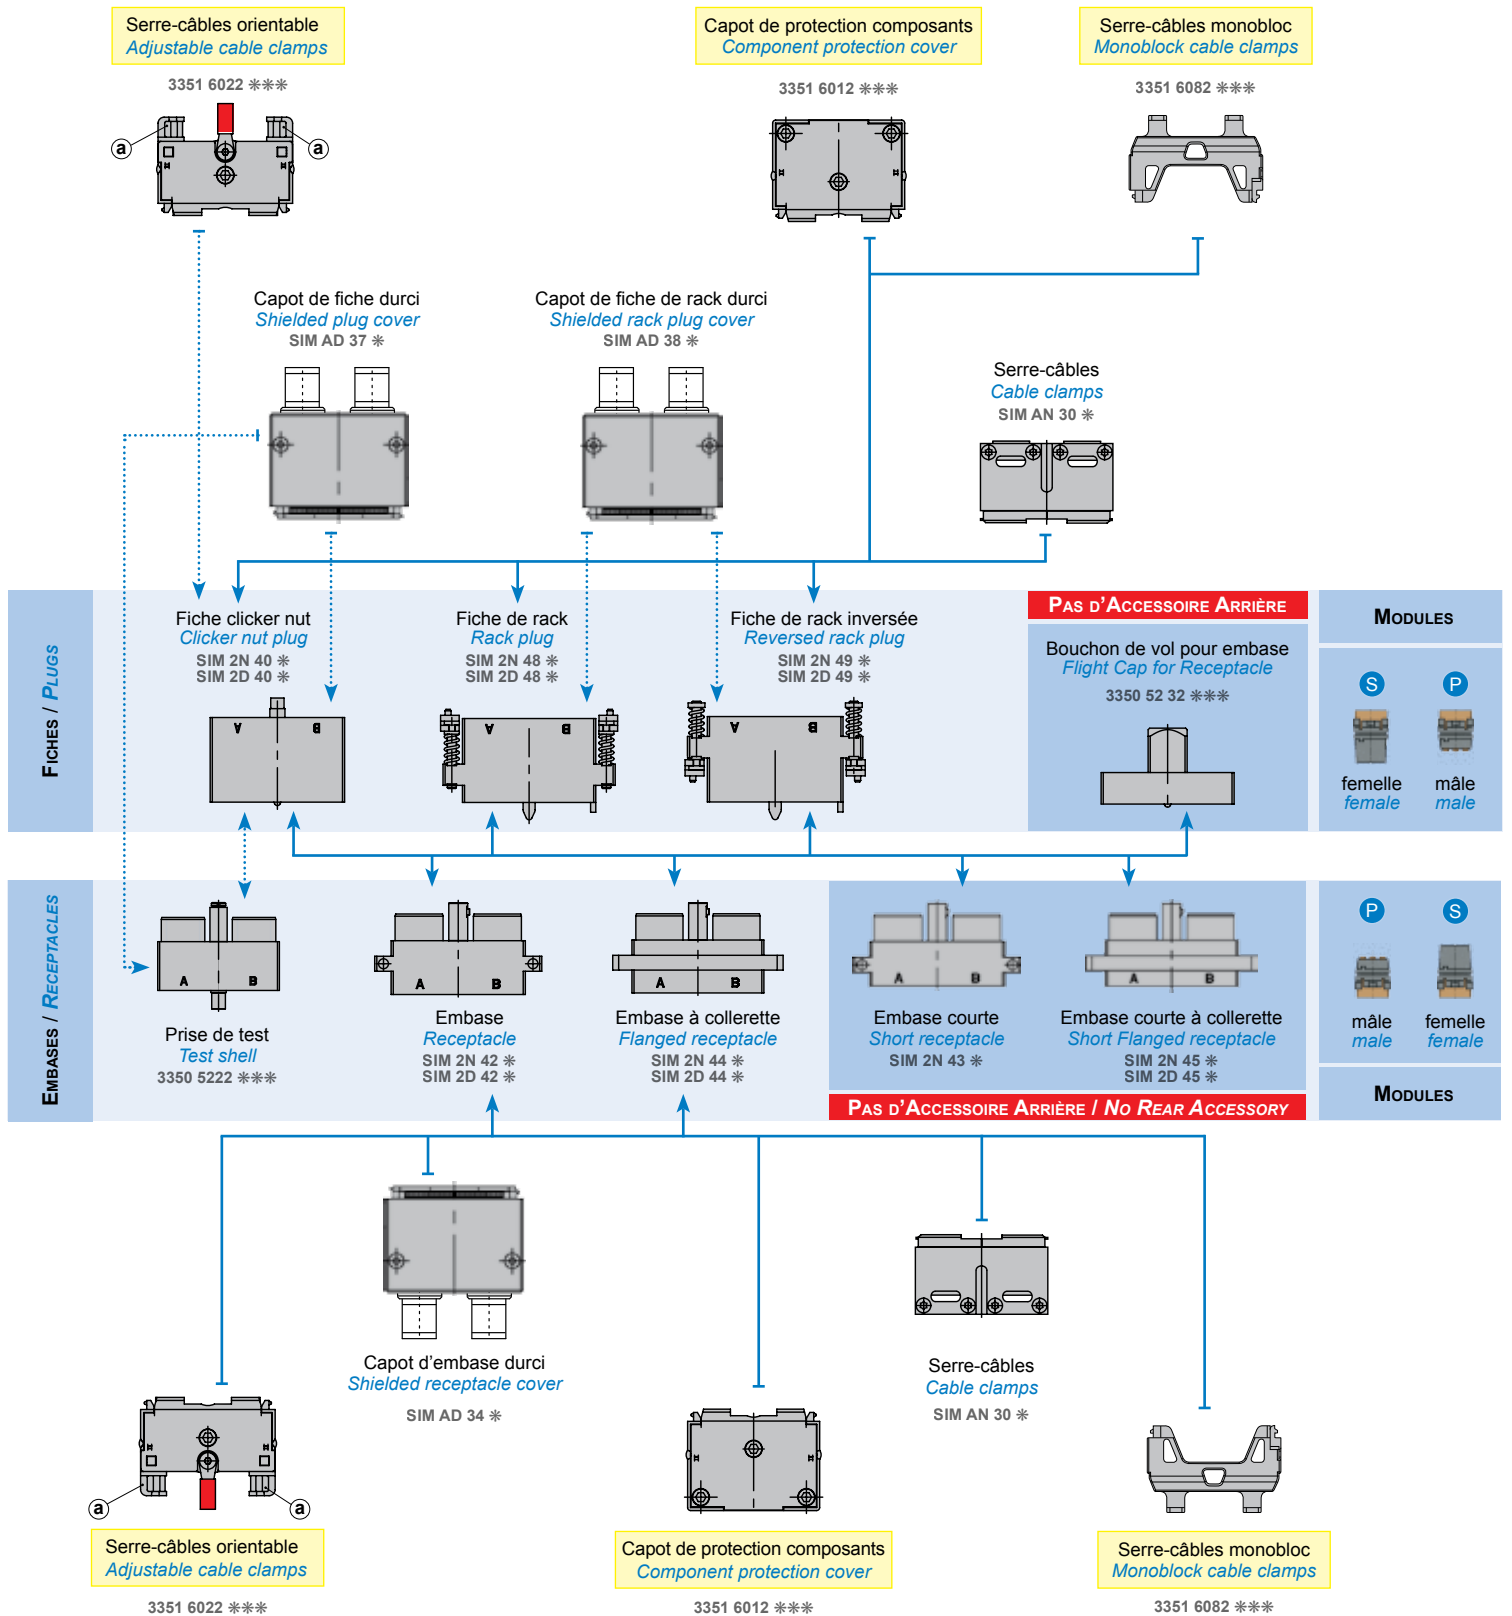 Serre-câbles orientable
Adjustable cable clamps
3351 6022 ✳✳✳
a
a
Capot de protection composants
Component protection cover
3351 6012 ✳✳✳
Serre-câbles monobloc
Monoblock cable clamps
3351 6082 ✳✳✳
Capot de fiche durci
Shielded plug cover
SIM AD 37 ✳
Capot de fiche de rack durci
Shielded rack plug cover
SIM AD 38 ✳
Serre-câbles
Cable clamps
SIM AN 30 ✳
FICHES / PLUGS
Fiche clicker nut
Clicker nut plug
SIM 2N 40 ✳
SIM 2D 40 ✳
A B
Fiche de rack
Rack plug
SIM 2N 48 ✳
SIM 2D 48 ✳
A B
Fiche de rack inversée
Reversed rack plug
SIM 2N 49 ✳
SIM 2D 49 ✳
A B
PAS D'ACCESSOIRE ARRIÈRE
Bouchon de vol pour embase
Flight Cap for Receptacle
3350 52 32 ✳✳✳
MODULES
S P
femelle mâle
female male
EMBASES / RECEPTACLES
A B
Prise de test
Test shell
3350 5222 ✳✳✳
A B
Embase
Receptacle
SIM 2N 42 ✳
SIM 2D 42 ✳
A B
Embase à collerette
Flanged receptacle
SIM 2N 44 ✳
SIM 2D 44 ✳
A B
Embase courte
Short receptacle
SIM 2N 43 ✳
A B
Embase courte à collerette
Short Flanged receptacle
SIM 2N 45 ✳
SIM 2D 45 ✳
PAS D'ACCESSOIRE ARRIÈRE / NO REAR ACCESSORY
P S
mâle femelle
male female
MODULES
Capot d'embase durci
Shielded receptacle cover
SIM AD 34 ✳
Serre-câbles
Cable clamps
SIM AN 30 ✳
a
a
Serre-câbles orientable
Adjustable cable clamps
3351 6022 ✳✳✳
Capot de protection composants
Component protection cover
3351 6012 ✳✳✳
Serre-câbles monobloc
Monoblock cable clamps
3351 6082 ✳✳✳